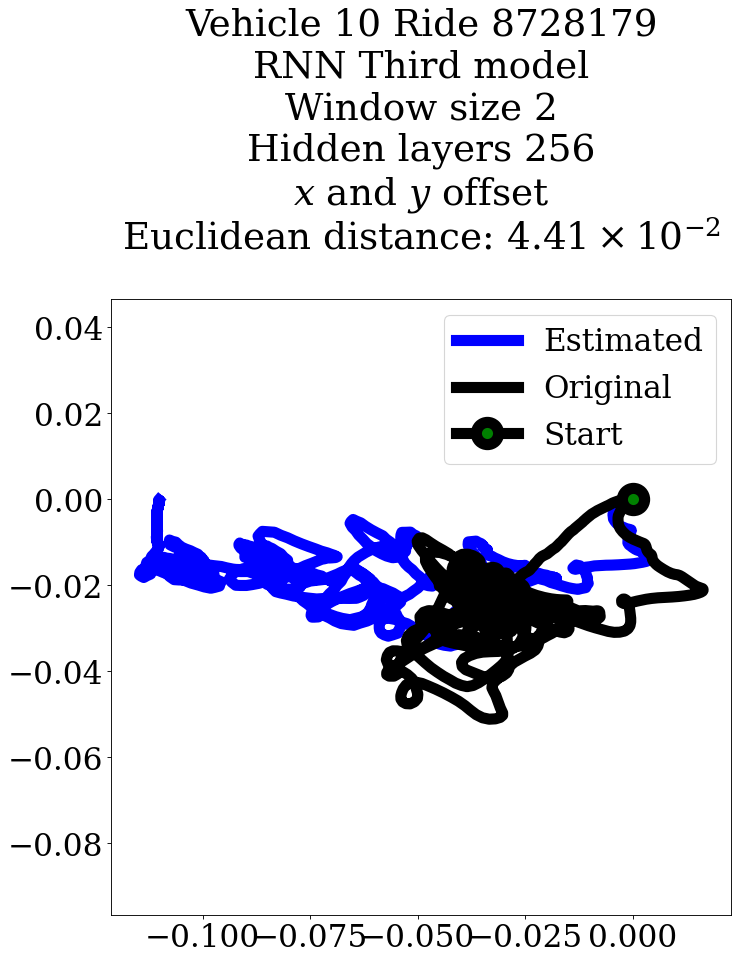 Vehicle 10 Ride 8728179
RNN Third model
Window size 2
Hidden layers 256
x and y offset
Euclidean distance: 4.41 × 10⁻²
Estimated
Original
Start
0.04
0.02
0.00
−0.02
−0.04
−0.06
−0.08
−0.100 −0.075 −0.050 −0.025 0.000